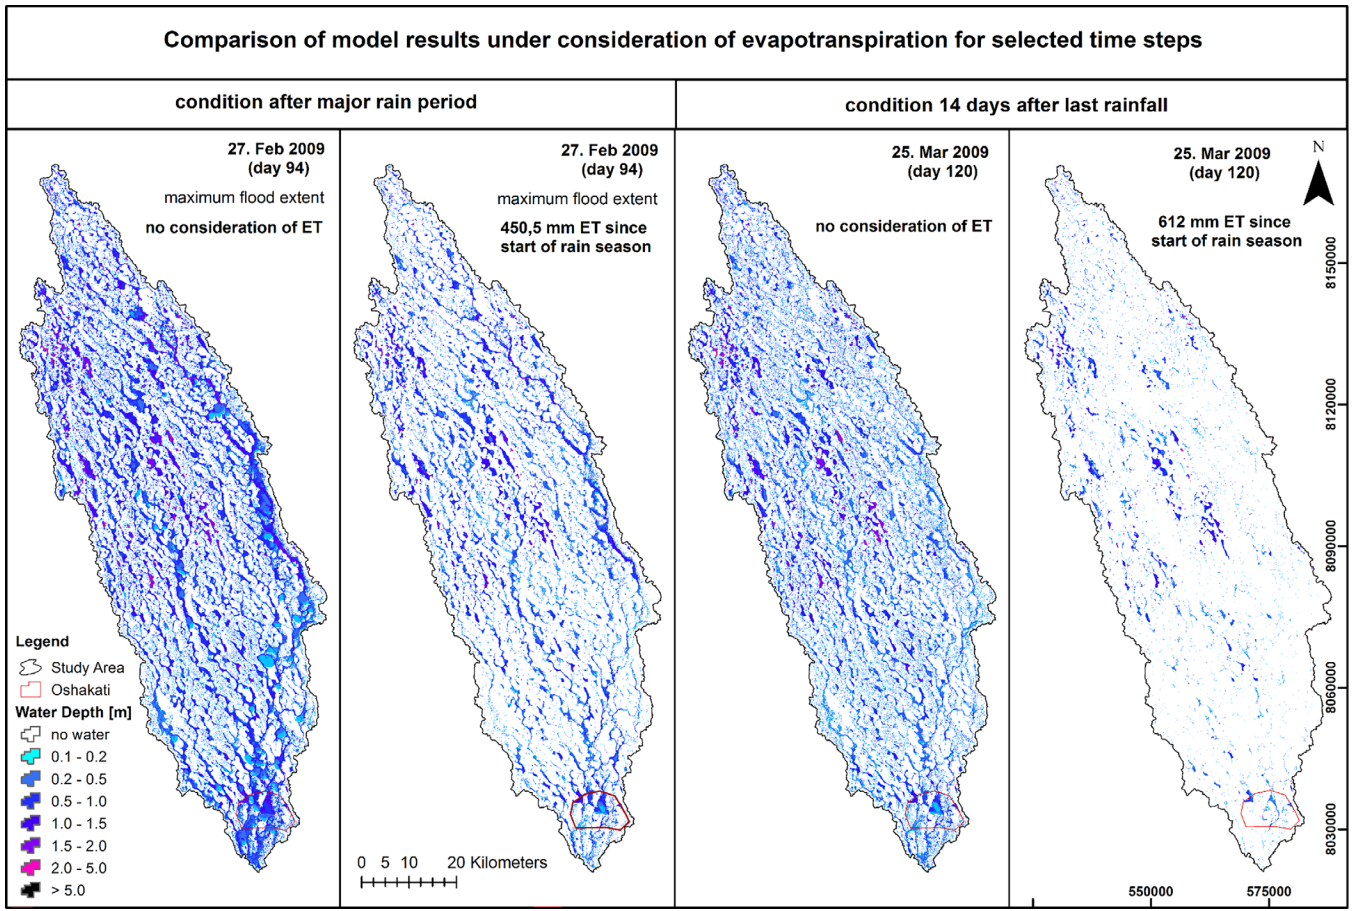 Comparison of model results under consideration of evapotranspiration for selected time steps
condition after major rain period
condition 14 days after last rainfall
27. Feb 2009
(day 94)
maximum flood extent
no consideration of ET
27. Feb 2009
(day 94)
maximum flood extent
450,5 mm ET since
start of rain season
25. Mar 2009
(day 120)
no consideration of ET
25. Mar 2009
(day 120)
612 mm ET since
start of rain season
N
8150000
8120000
8090000
8060000
8030000
550000
575000
Legend
Study Area
Oshakati
Water Depth [m]
no water
0.1 - 0.2
0.2 - 0.5
0.5 - 1.0
1.0 - 1.5
1.5 - 2.0
2.0 - 5.0
> 5.0
0 5 10 20 Kilometers